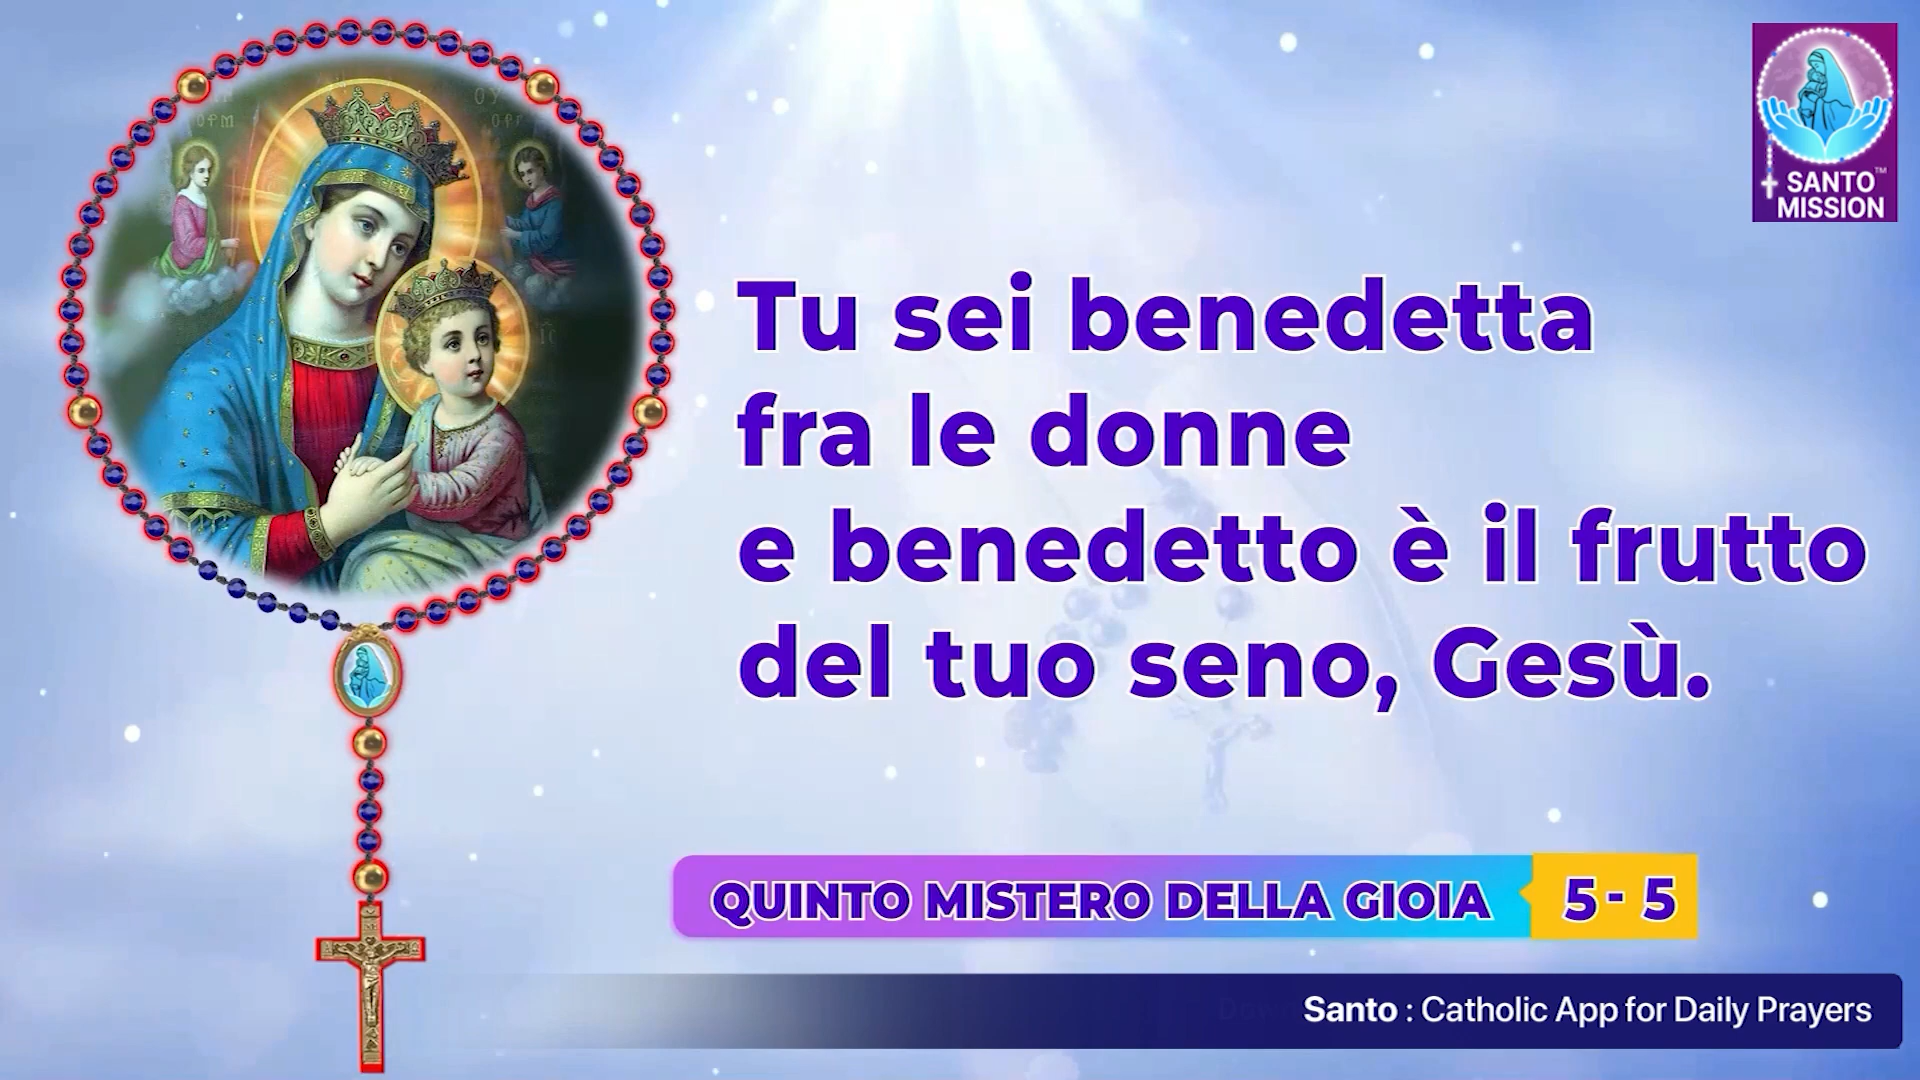 SANTO™
MISSION
Tu sei benedetta
fra le donne
e benedetto è il frutto
del tuo seno, Gesù.
QUINTO MISTERO DELLA GIOIA 5 - 5
Santo : Catholic App for Daily Prayers